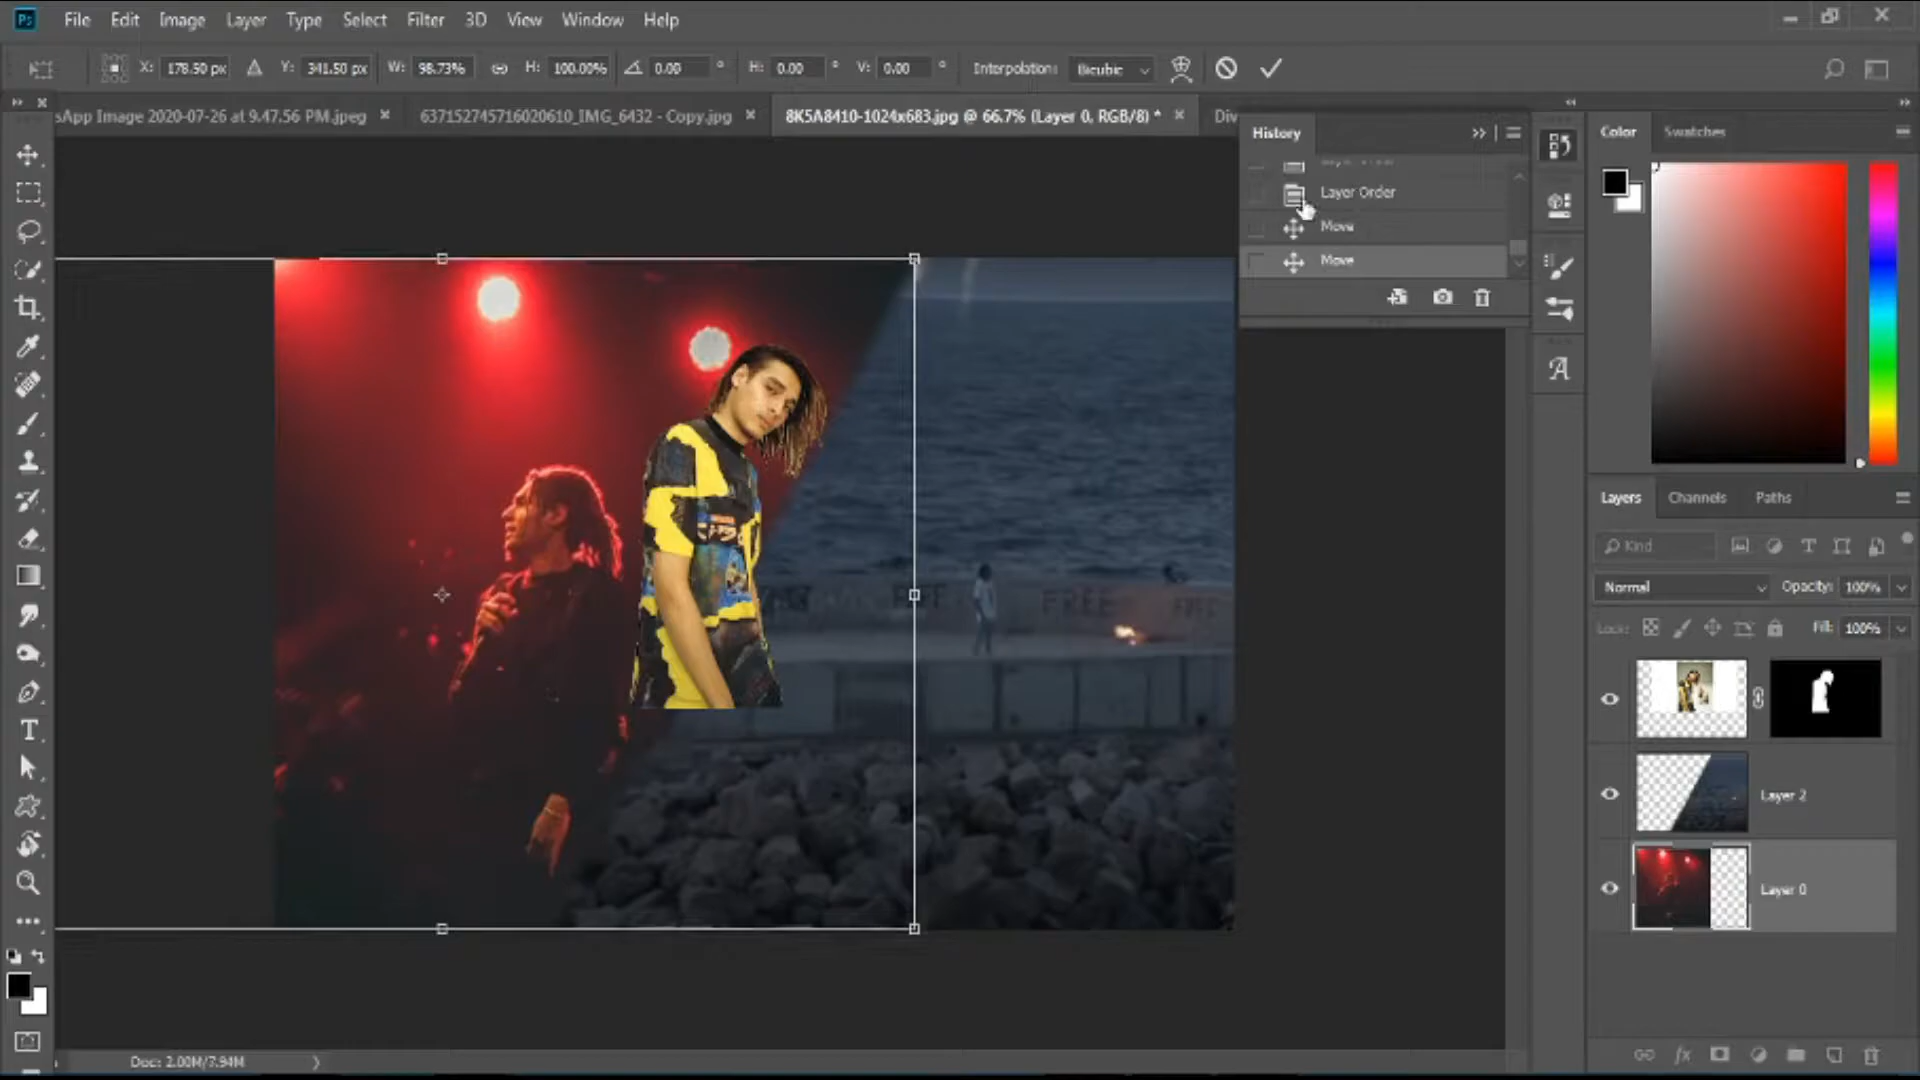 Ps File Edit Image Layer Type Select Filter 3D View Window Help
X: 178.50 px Y: 341.50 px W: 98.73% H: 100.00% 0.00 ° H: 0.00 ° V: 0.00 ° Interpolation: Bicubic
sApp Image 2020-07-26 at 9.47.56 PM.jpeg × 637152745716020610_IMG_6432 - Copy.jpg × 8K5A8410-1024x683.jpg @ 66.7% (Layer 0, RGB/8) * × Div
History
Layer Order
Move
Move
Color Swatches
FREE
Layers Channels Paths
Kind
Normal Opacity: 100%
Lock: Fill: 100%
Layer 2
Layer 0
Doc: 2.00M/7.94M